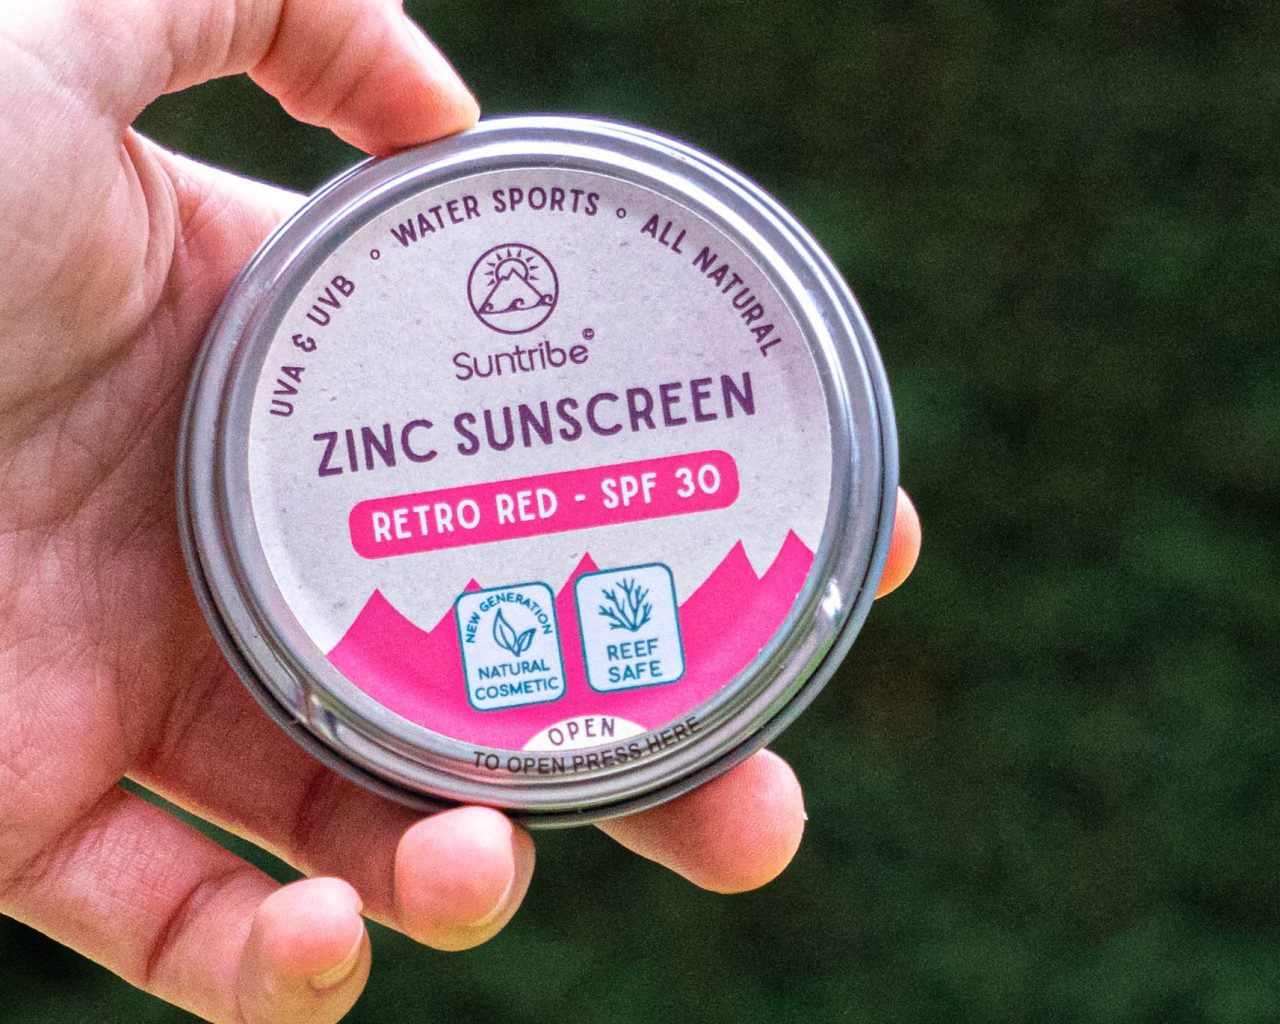 UVA & UVB ° WATER SPORTS ° ALL NATURAL
Suntribe©
ZINC SUNSCREEN
RETRO RED - SPF 30
NEW GENERATION
NATURAL
COSMETIC
REEF
SAFE
OPEN
TO OPEN PRESS HERE